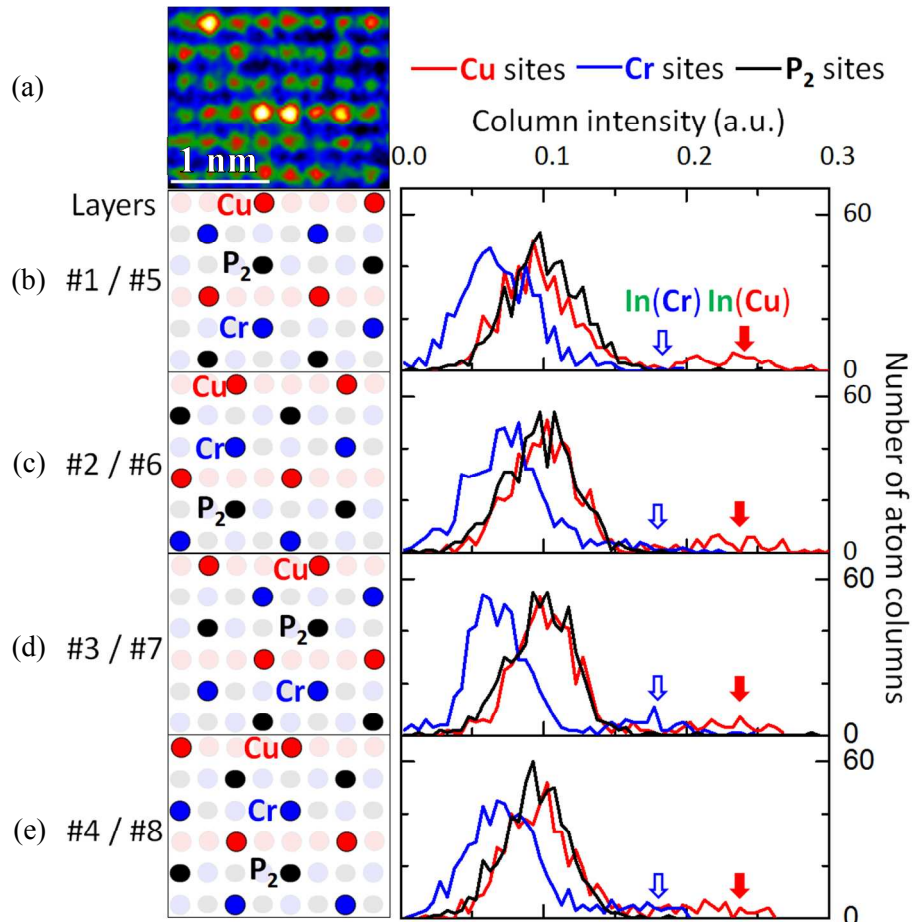 (a)
1 nm
Cu sites Cr sites P₂ sites
Column intensity (a.u.)
0.0 0.1 0.2 0.3
Layers
(b) #1 / #5
Cu
P₂
Cr
In(Cr) In(Cu)
60
0
(c) #2 / #6
Cu
Cr
P₂
60
0
(d) #3 / #7
Cu
P₂
Cr
60
0
(e) #4 / #8
Cu
Cr
P₂
60
0
Number of atom columns